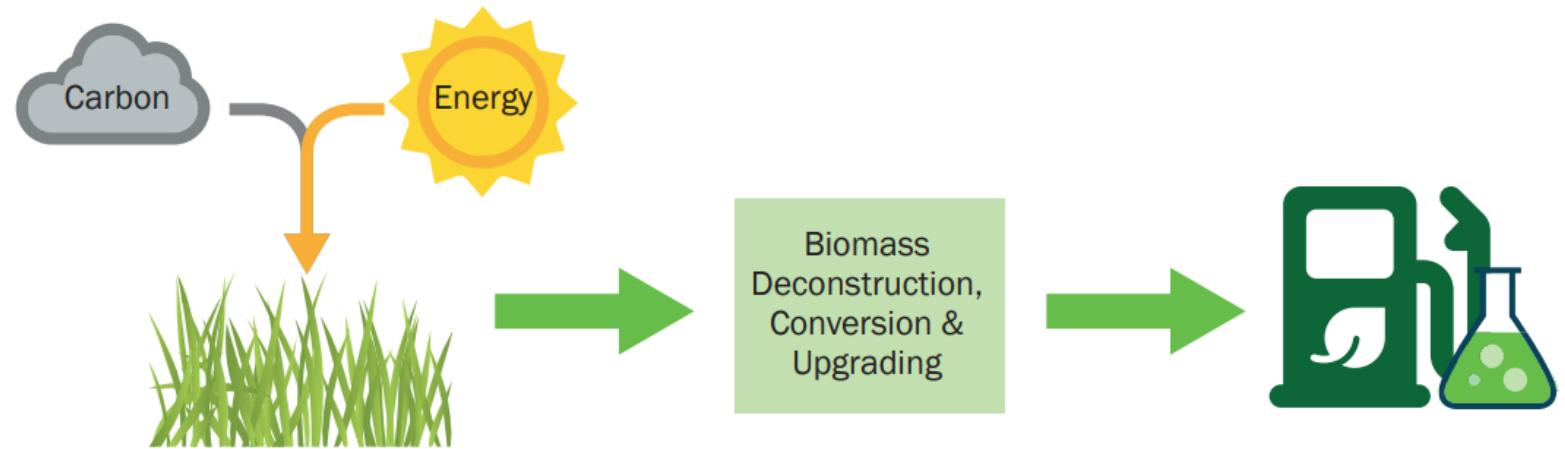 Carbon
Energy
Biomass
Deconstruction,
Conversion &
Upgrading